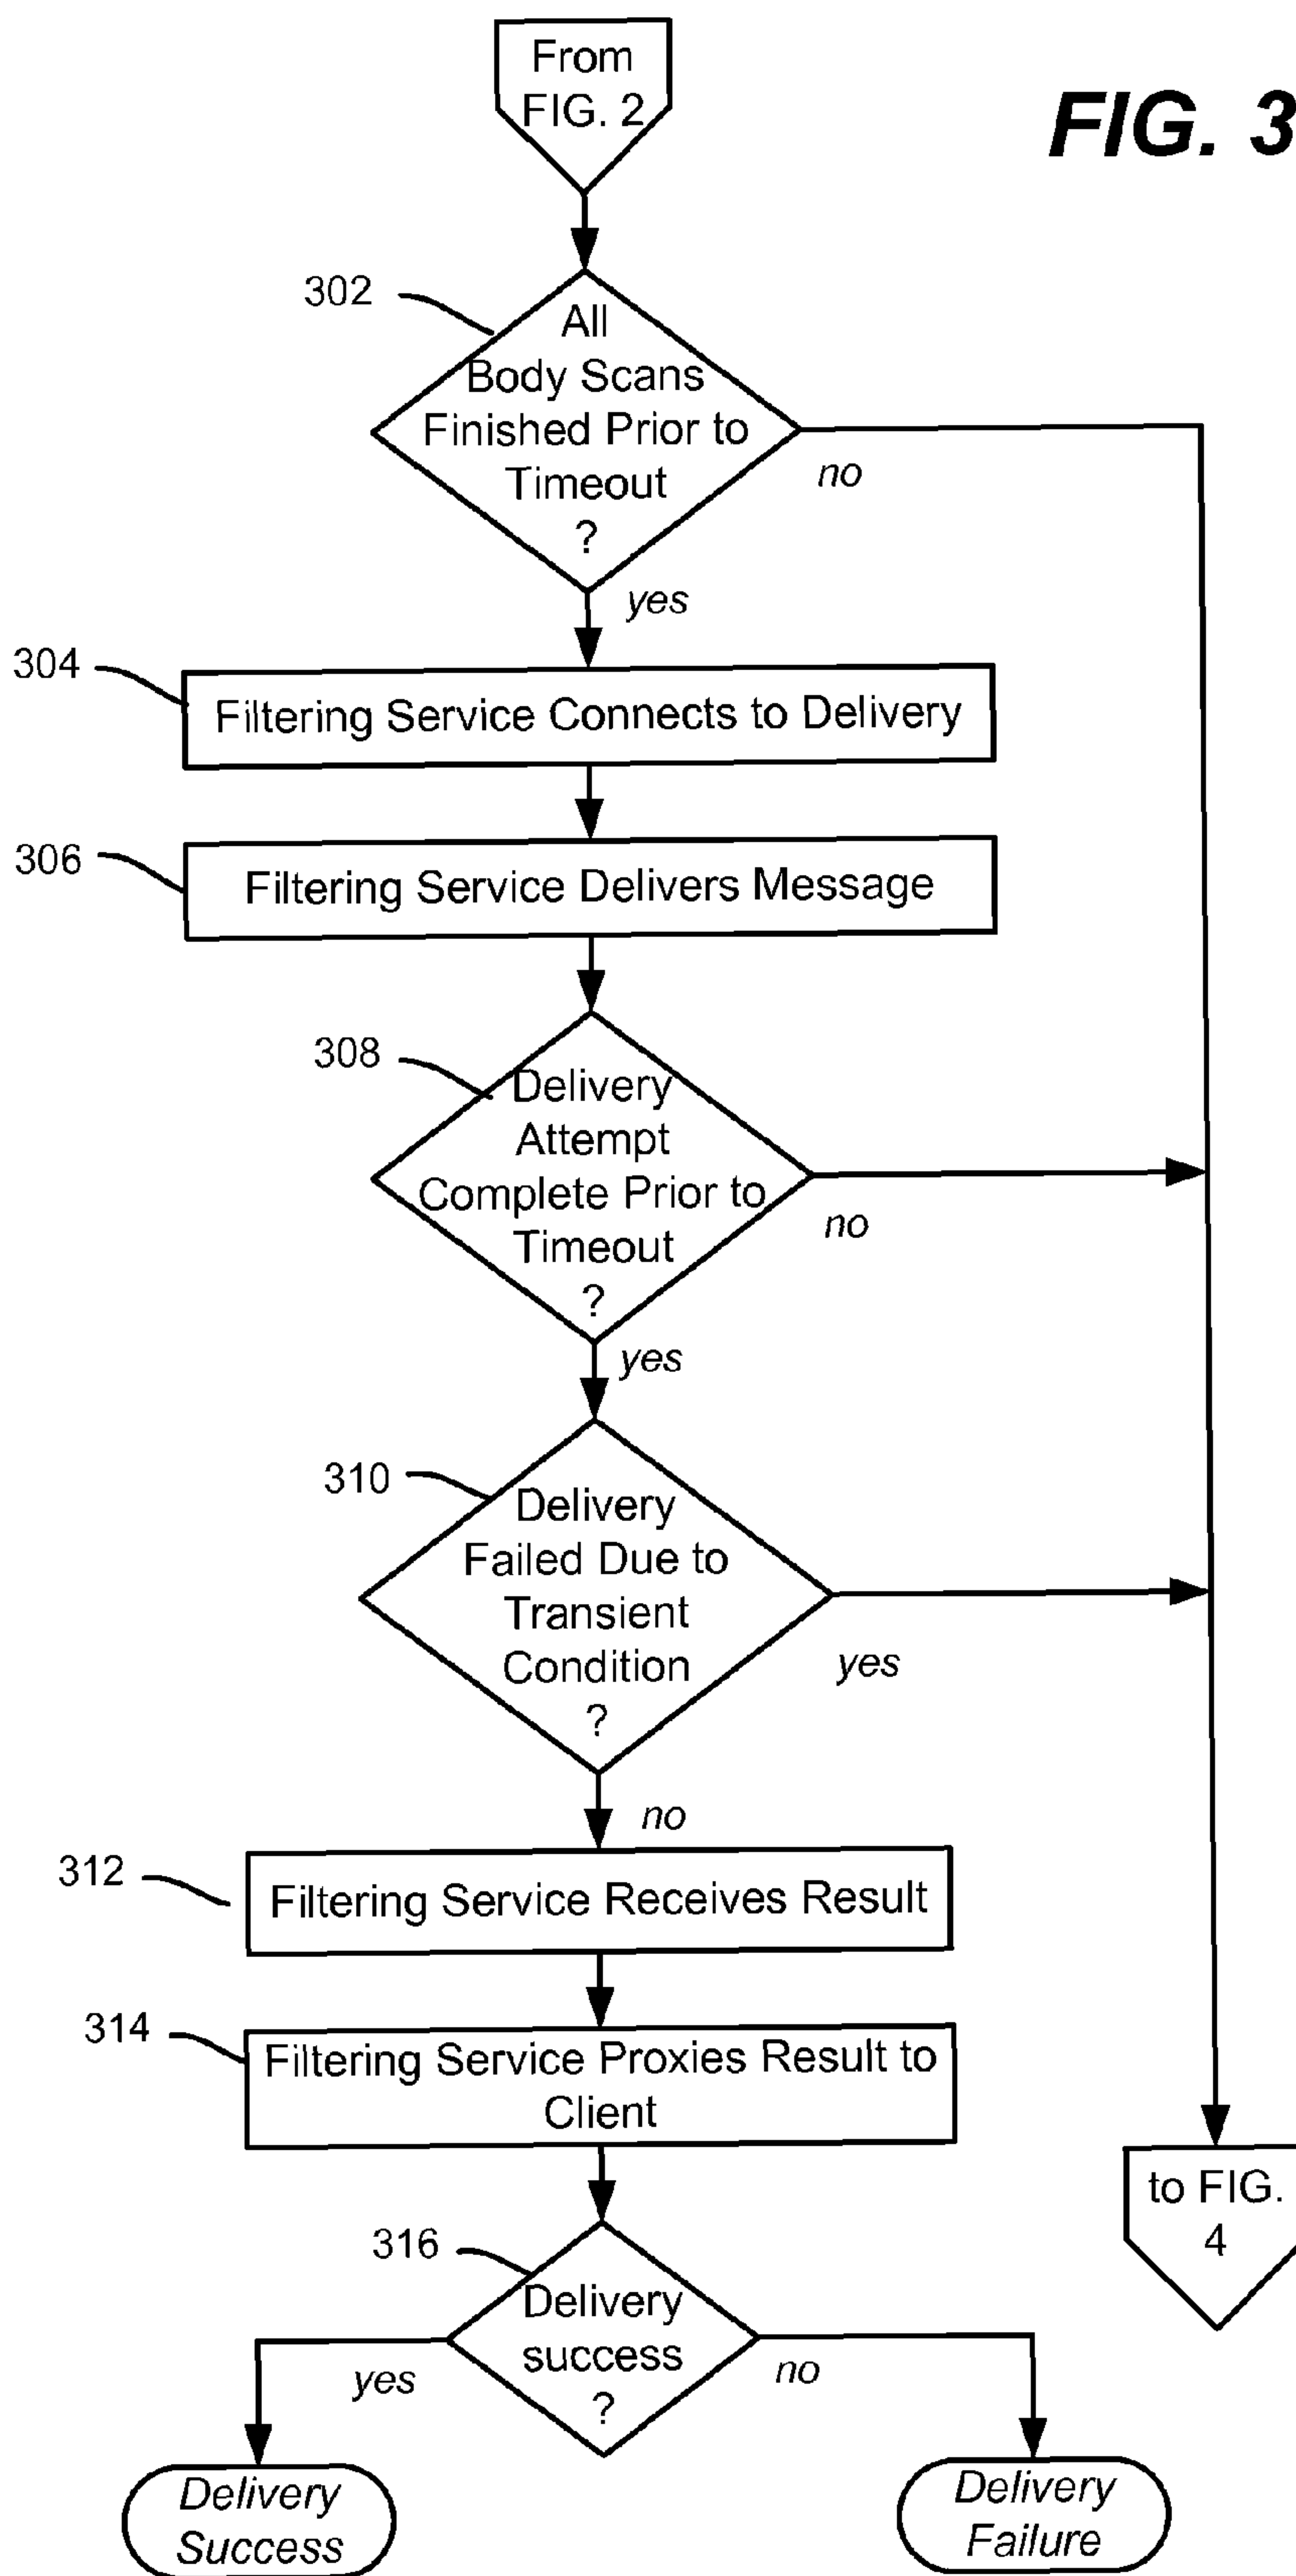 From
FIG. 2
FIG. 3
302
All
Body Scans
Finished Prior to
Timeout
?
no
yes
304
Filtering Service Connects to Delivery
306
Filtering Service Delivers Message
308
Delivery
Attempt
Complete Prior to
Timeout
?
no
yes
310
Delivery
Failed Due to
Transient
Condition
?
yes
no
312
Filtering Service Receives Result
314
Filtering Service Proxies Result to
Client
to FIG.
4
316
Delivery
success
?
yes
no
Delivery
Success
Delivery
Failure